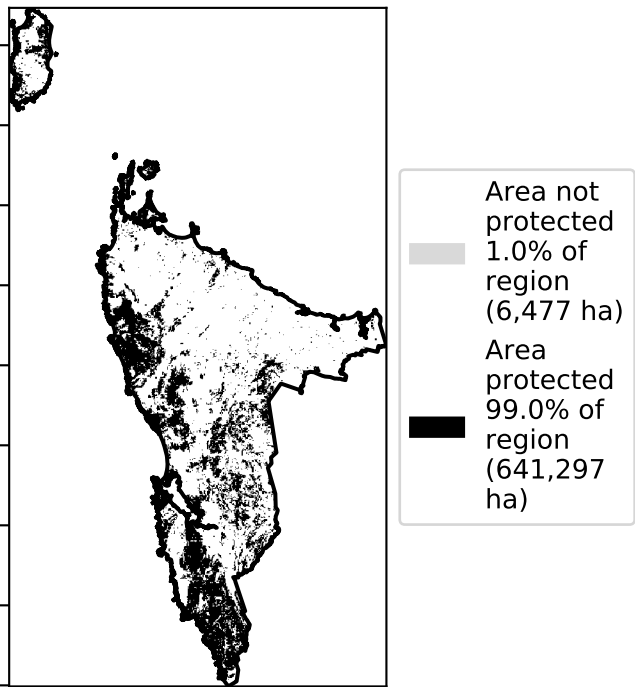 Area not
protected
1.0% of
region
(6,477 ha)
Area
protected
99.0% of
region
(641,297
ha)